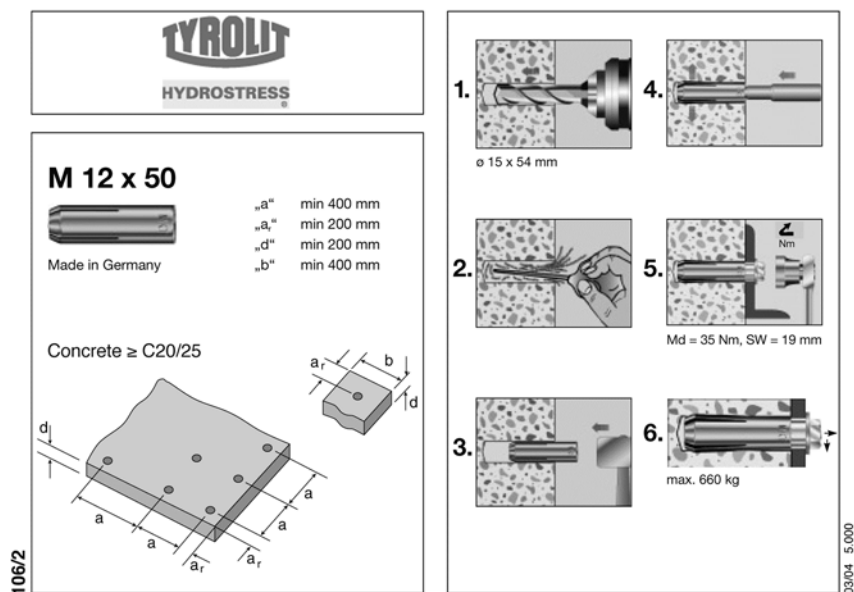 TYROLIT
HYDROSTRESS
®
M 12 x 50
Made in Germany
„a“ min 400 mm
„aᵣ“ min 200 mm
„d“ min 200 mm
„b“ min 400 mm
Concrete ≥ C20/25
aᵣ
b
d
d
a
a
a
a
aᵣ
aᵣ
106/2
1.
ø 15 x 54 mm
2.
3.
4.
5.
Nm
Md = 35 Nm, SW = 19 mm
6.
max. 660 kg
03/04 5.000